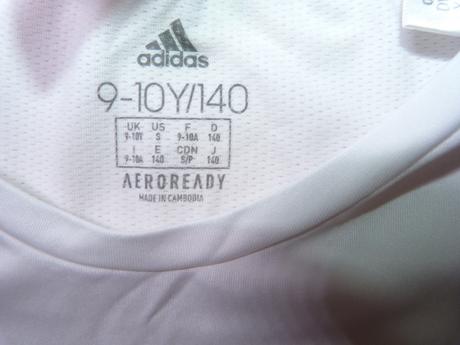 adidas
9-10Y/140
UK US F D
9-10Y S 9-10A 140
I E CDN J
9-10A 140 S/P 140
AEROREADY
MADE IN CAMBODIA